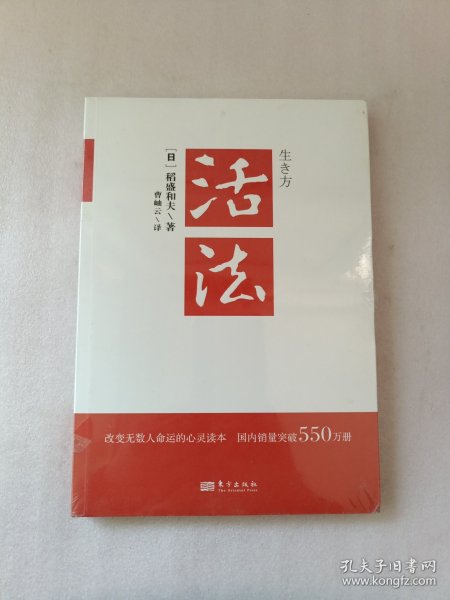 生き方
活法
［日］稻盛和夫\著
曹岫云\译
改变无数人命运的心灵读本 国内销量突破550万册
东方出版社
The Oriental Press
孔夫子旧书网
www.kongfz.com